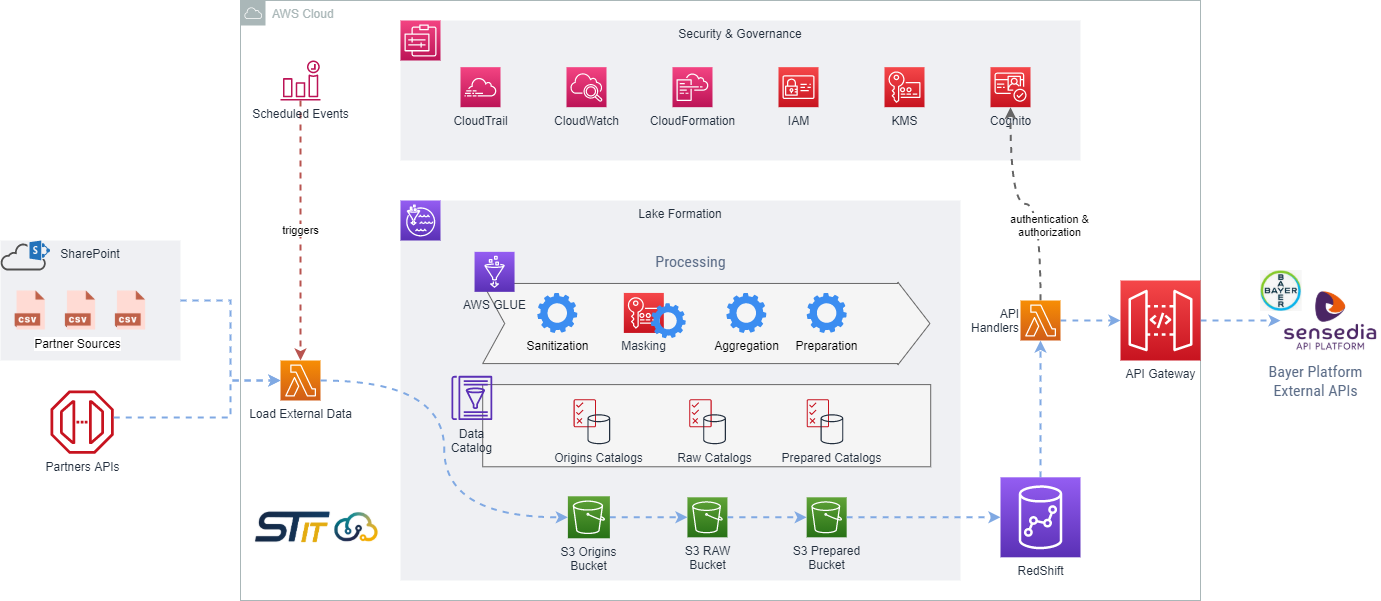 AWS Cloud
Security & Governance
CloudTrail
CloudWatch
CloudFormation
IAM
KMS
Cognito
Scheduled Events
triggers
Lake Formation
authentication &
authorization
S
SharePoint
CSV
CSV
CSV
Partner Sources
Partners APIs
Load External Data
Processing
AWS GLUE
Sanitization
Masking
Aggregation
Preparation
Data
Catalog
Origins Catalogs
Raw Catalogs
Prepared Catalogs
S3 Origins
Bucket
S3 RAW
Bucket
S3 Prepared
Bucket
RedShift
API
Handlers
</>
API Gateway
BAYER
BAYER
sensedia
API PLATFORM
Bayer Platform
External APIs
STIT